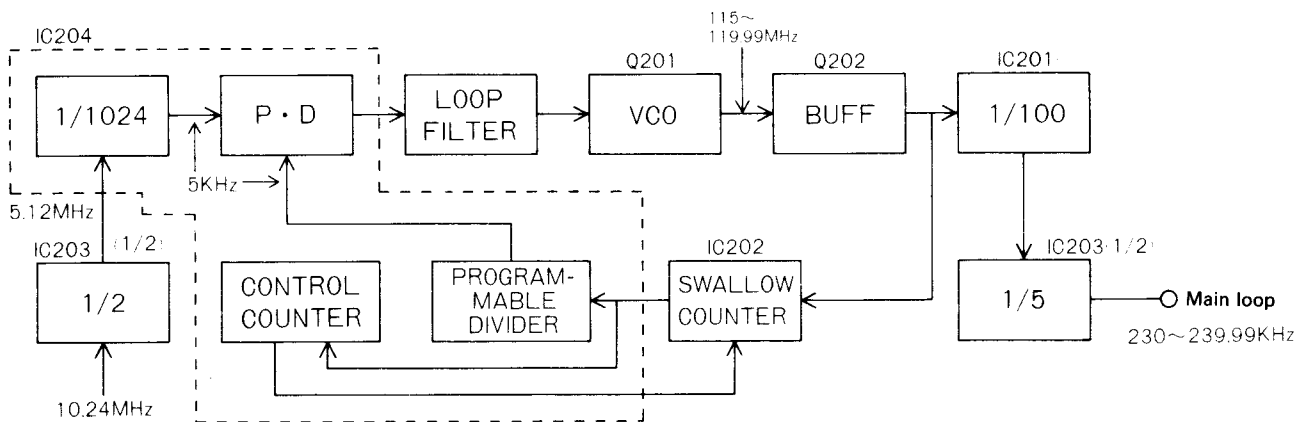 IC204
1/1024
P·D
LOOP
FILTER
Q201
VCO
115~
119.99MHz
Q202
BUFF
IC201
1/100
5KHz
5.12MHz
IC203 (1/2)
1/2
10.24MHz
CONTROL
COUNTER
PROGRAM-
MABLE
DIVIDER
IC202
SWALLOW
COUNTER
IC203(1/2)
1/5
Main loop
230~239.99KHz